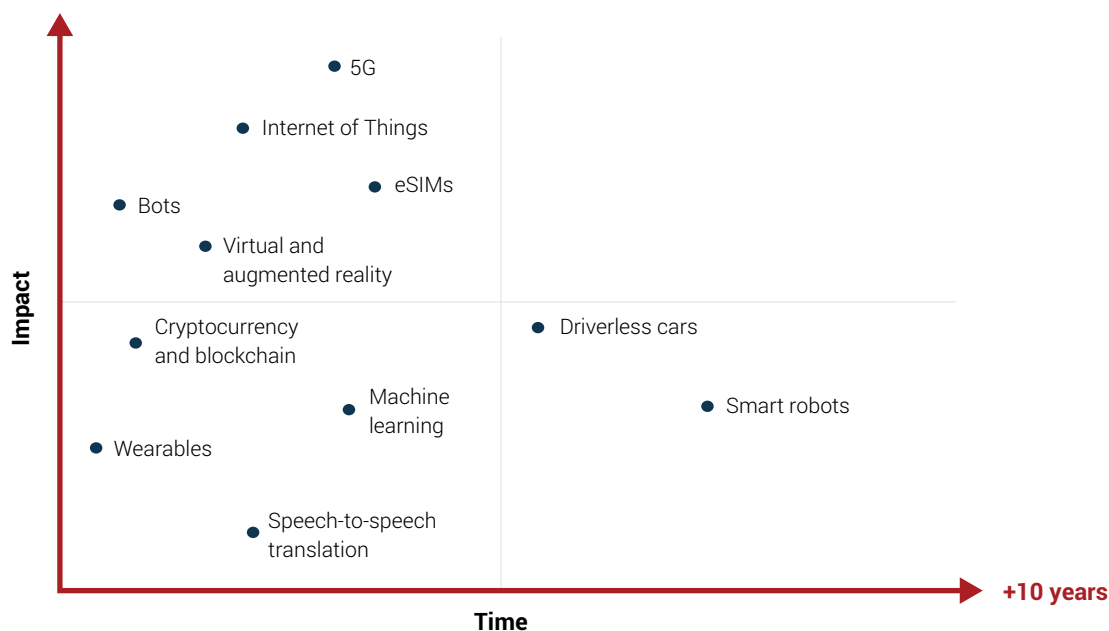 5G
Internet of Things
eSIMs
Bots
Virtual and
augmented reality
Impact
Cryptocurrency
and blockchain
Driverless cars
Machine
learning
Smart robots
Wearables
Speech-to-speech
translation
+10 years
Time